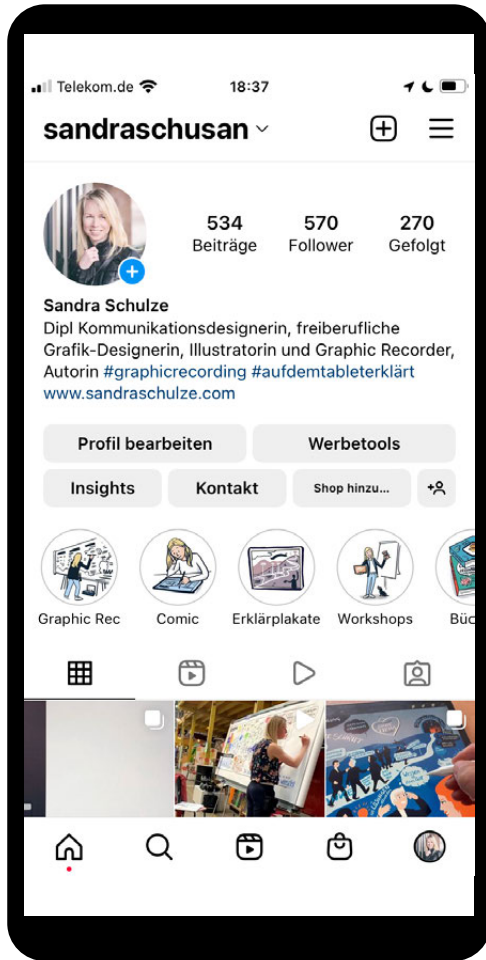 Telekom.de 18:37
sandraschusan
534 570 270
Beiträge Follower Gefolgt
Sandra Schulze
Dipl Kommunikationsdesignerin, freiberufliche
Grafik-Designerin, Illustratorin und Graphic Recorder,
Autorin #graphicrecording #aufdemtableterklärt
www.sandraschulze.com
Profil bearbeiten Werbetools
Insights Kontakt Shop hinzu...
Graphic Rec Comic Erklärplakate Workshops Büc